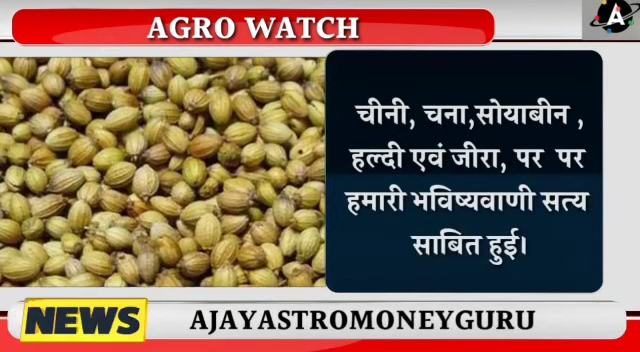 AGRO WATCH
A
चीनी, चना,सोयाबीन ,
हल्दी एवं जीरा, पर पर
हमारी भविष्यवाणी सत्य
साबित हुई।
NEWS
AJAYASTROMONEYGURU